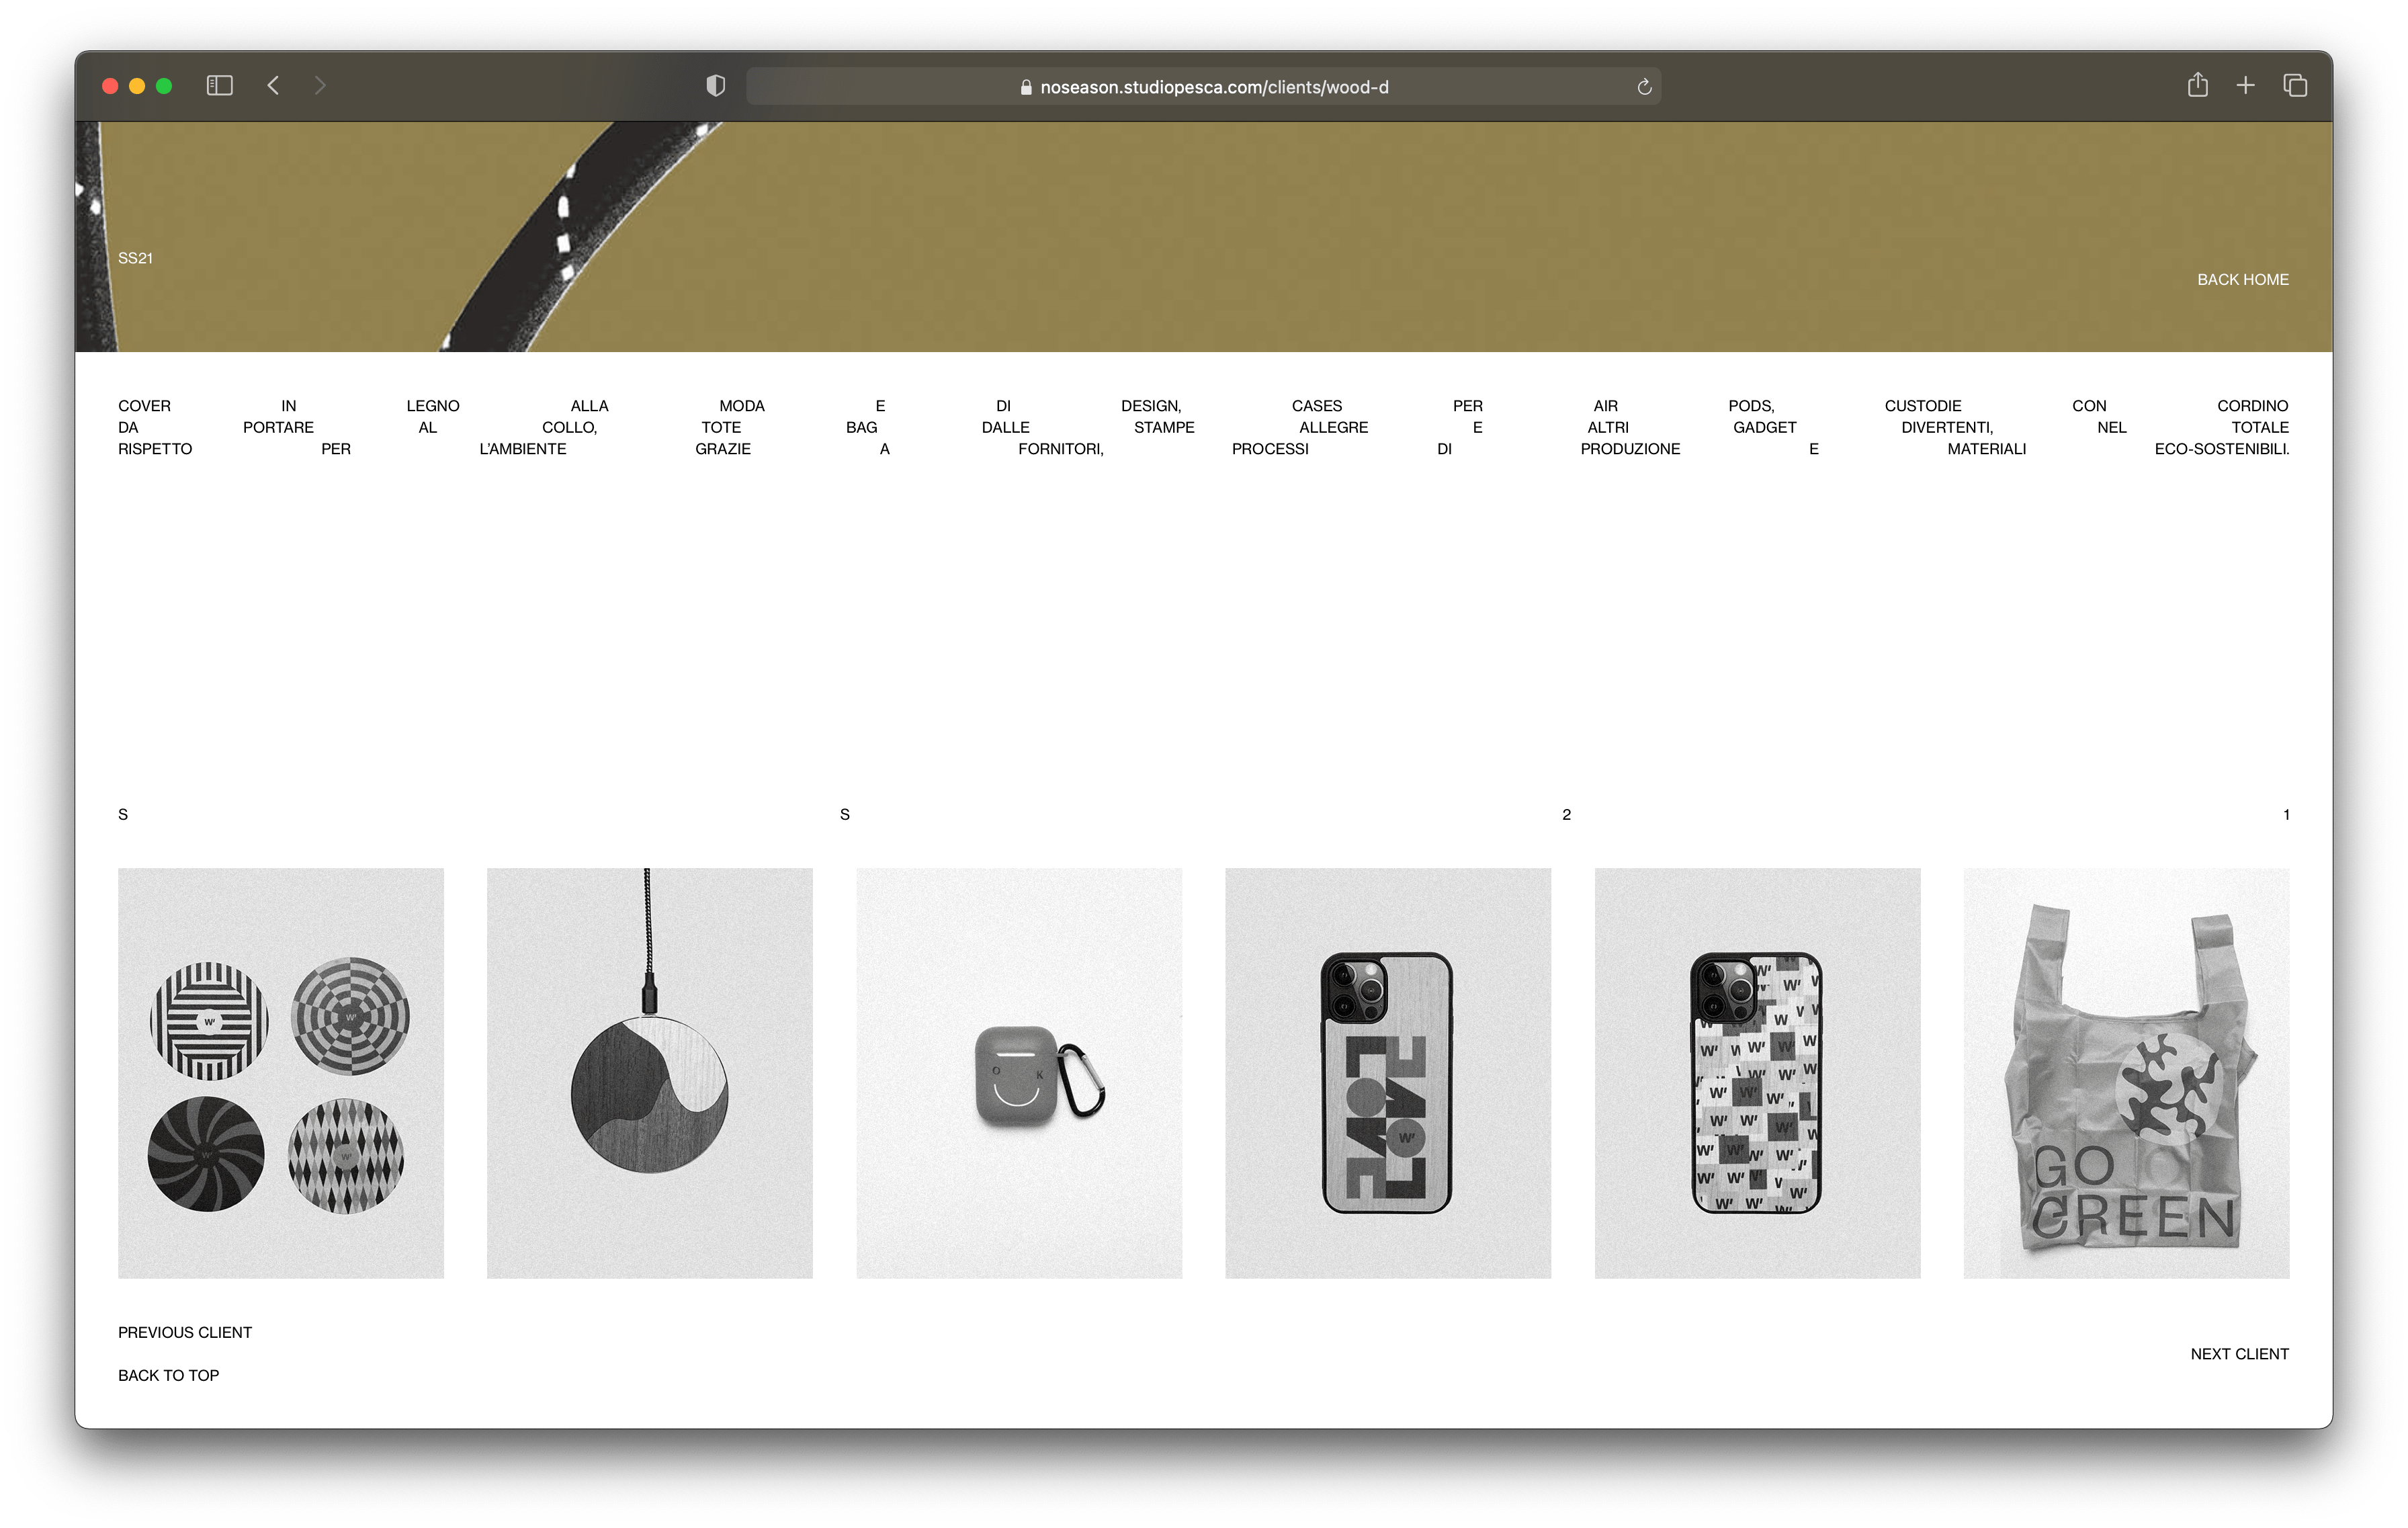 noseason.studiopesca.com/clients/wood-d
SS21
BACK HOME
COVER IN LEGNO ALLA MODA E DI DESIGN, CASES PER AIR PODS, CUSTODIE CON CORDINO
DA PORTARE AL COLLO, TOTE BAG DALLE STAMPE ALLEGRE E ALTRI GADGET DIVERTENTI, NEL TOTALE
RISPETTO PER L'AMBIENTE GRAZIE A FORNITORI, PROCESSI DI PRODUZIONE E MATERIALI ECO-SOSTENIBILI.
S S 2 1
W'
W'
W'
W'
O K
LOVE
LOVE
W'
W' W' W' W' W'
GO
GREEN
PREVIOUS CLIENT
NEXT CLIENT
BACK TO TOP